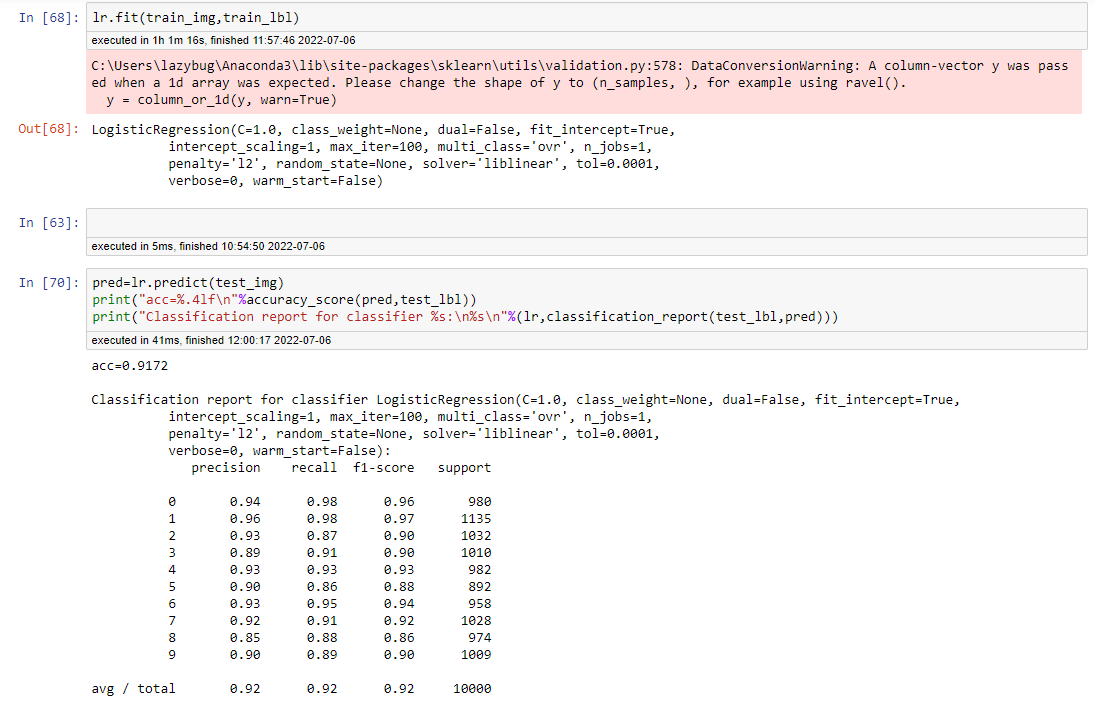 In [68]: lr.fit(train_img,train_lbl)
executed in 1h 1m 16s, finished 11:57:46 2022-07-06
C:\Users\lazybug\Anaconda3\lib\site-packages\sklearn\utils\validation.py:578: DataConversionWarning: A column-vector y was pass
ed when a 1d array was expected. Please change the shape of y to (n_samples, ), for example using ravel().
  y = column_or_1d(y, warn=True)
Out[68]: LogisticRegression(C=1.0, class_weight=None, dual=False, fit_intercept=True,
          intercept_scaling=1, max_iter=100, multi_class='ovr', n_jobs=1,
          penalty='l2', random_state=None, solver='liblinear', tol=0.0001,
          verbose=0, warm_start=False)
In [63]:
executed in 5ms, finished 10:54:50 2022-07-06
In [70]: pred=lr.predict(test_img)
print("acc=%.4lf\n"%accuracy_score(pred,test_lbl))
print("Classification report for classifier %s:\n%s\n"%(lr,classification_report(test_lbl,pred)))
executed in 41ms, finished 12:00:17 2022-07-06
acc=0.9172
Classification report for classifier LogisticRegression(C=1.0, class_weight=None, dual=False, fit_intercept=True,
          intercept_scaling=1, max_iter=100, multi_class='ovr', n_jobs=1,
          penalty='l2', random_state=None, solver='liblinear', tol=0.0001,
          verbose=0, warm_start=False):
             precision    recall  f1-score   support
          0       0.94      0.98      0.96       980
          1       0.96      0.98      0.97      1135
          2       0.93      0.87      0.90      1032
          3       0.89      0.91      0.90      1010
          4       0.93      0.93      0.93       982
          5       0.90      0.86      0.88       892
          6       0.93      0.95      0.94       958
          7       0.92      0.91      0.92      1028
          8       0.85      0.88      0.86       974
          9       0.90      0.89      0.90      1009
avg / total       0.92      0.92      0.92     10000